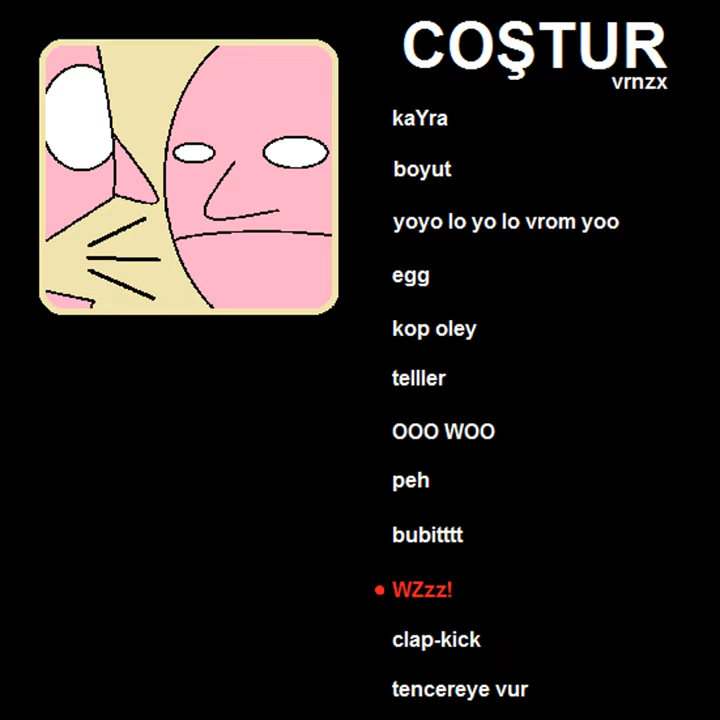 COŞTUR
vrnzx
kaYra
boyut
yoyo lo yo lo vrom yoo
egg
kop oley
telller
OOO WOO
peh
bubitttt
WZzz!
clap-kick
tencereye vur